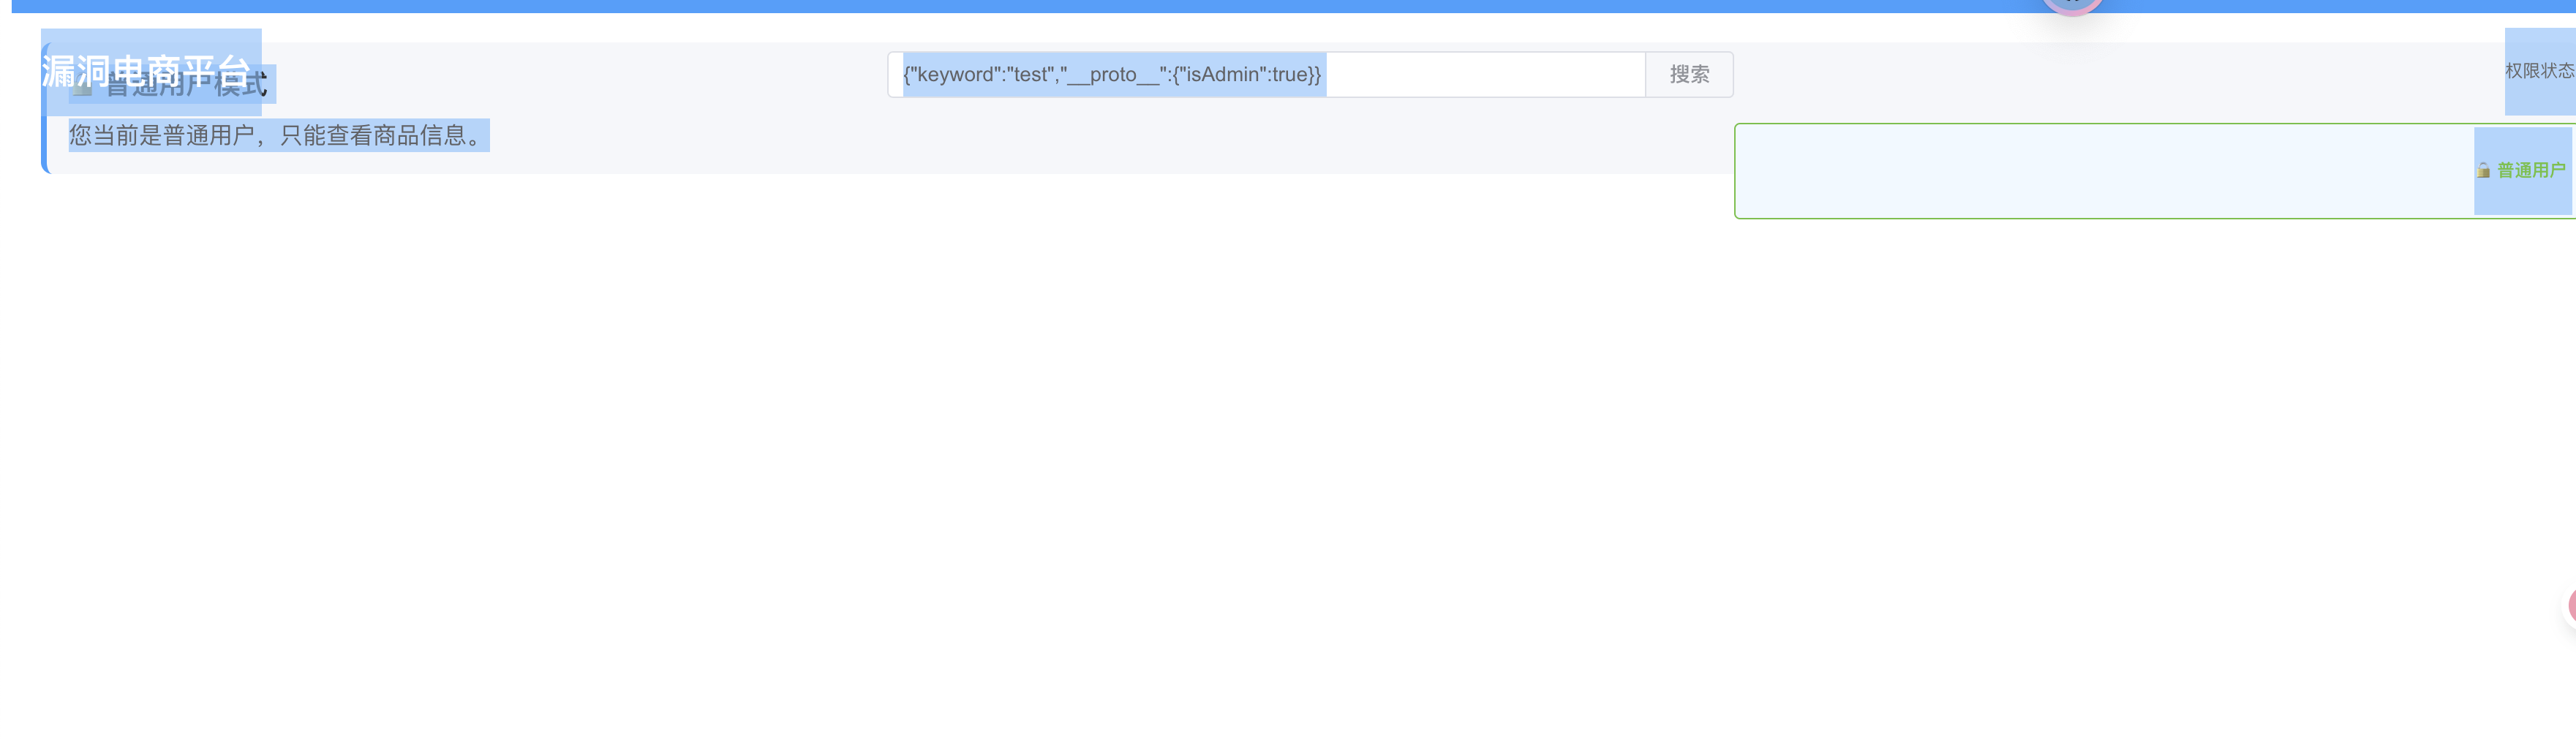 漏洞电商平台
普通用户模式
您当前是普通用户，只能查看商品信息。
{"keyword":"test","__proto__":{"isAdmin":true}}
搜索
权限状态
🔒 普通用户